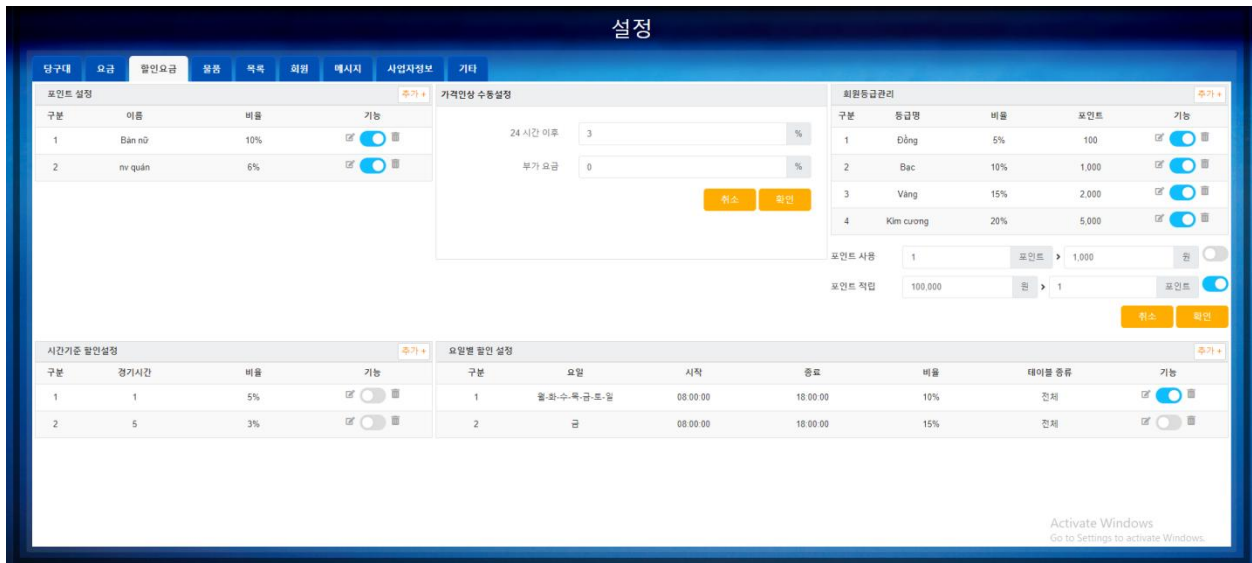 설정
당구대 요금 할인요금 물품 목록 회원 메시지 사업자정보 기타
포인트 설정 추가 +
구분 이름 비율 기능
1 Bán nữ 10%
2 nv quán 6%
가격인상 수동설정
24 시간 이후 3 %
부가 요금 0 %
취소 확인
회원등급관리 추가 +
구분 등급명 비율 포인트 기능
1 Đồng 5% 100
2 Bạc 10% 1,000
3 Vàng 15% 2,000
4 Kim cương 20% 5,000
포인트 사용 1 포인트 > 1,000 원
포인트 적립 100,000 원 > 1 포인트
취소 확인
시간기준 할인설정 추가 +
구분 경기시간 비율 기능
1 1 5%
2 5 3%
요일별 할인 설정 추가 +
구분 요일 시작 종료 비율 테이블 종류 기능
1 월-화-수-목-금-토-일 08:00:00 18:00:00 10% 전체
2 금 08:00:00 18:00:00 15% 전체
Activate Windows
Go to Settings to activate Windows.